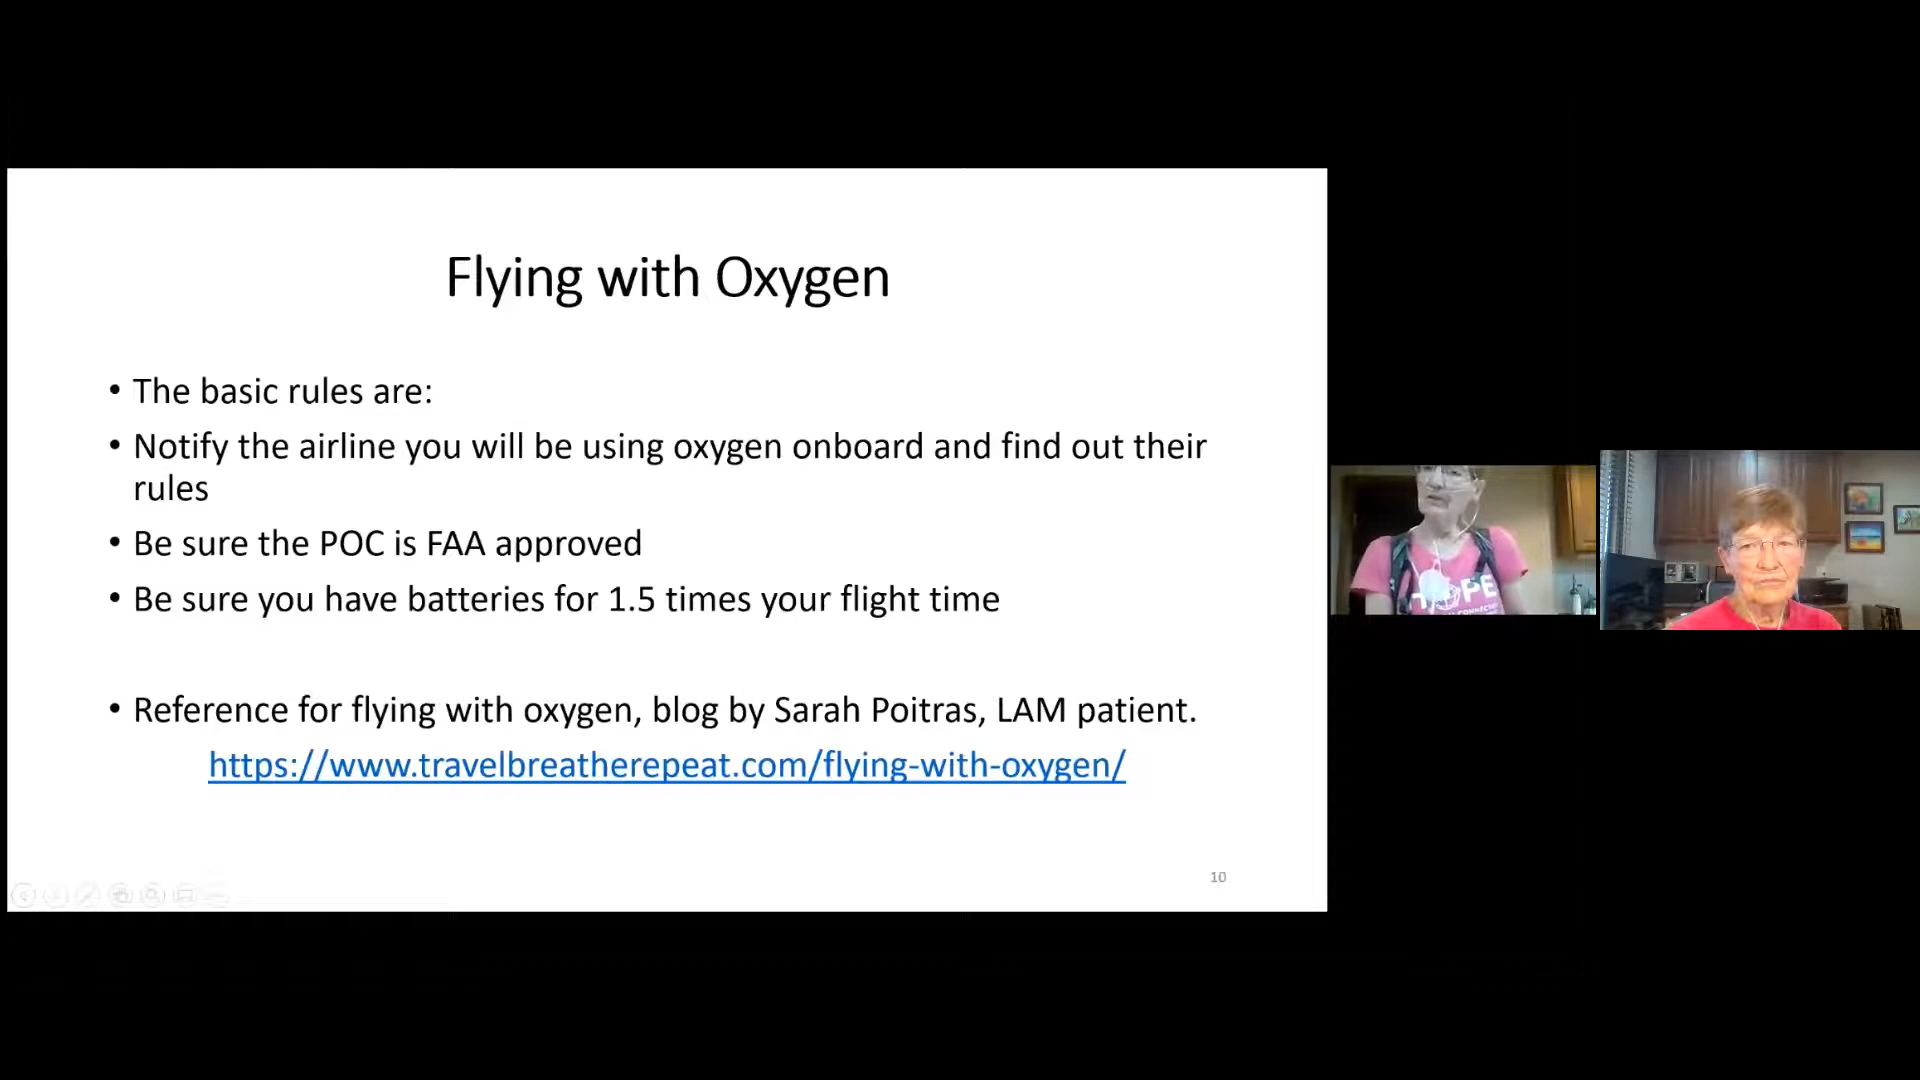 Flying with Oxygen
• The basic rules are:
• Notify the airline you will be using oxygen onboard and find out their
rules
• Be sure the POC is FAA approved
• Be sure you have batteries for 1.5 times your flight time
• Reference for flying with oxygen, blog by Sarah Poitras, LAM patient.
https://www.travelbreatherepeat.com/flying-with-oxygen/
10